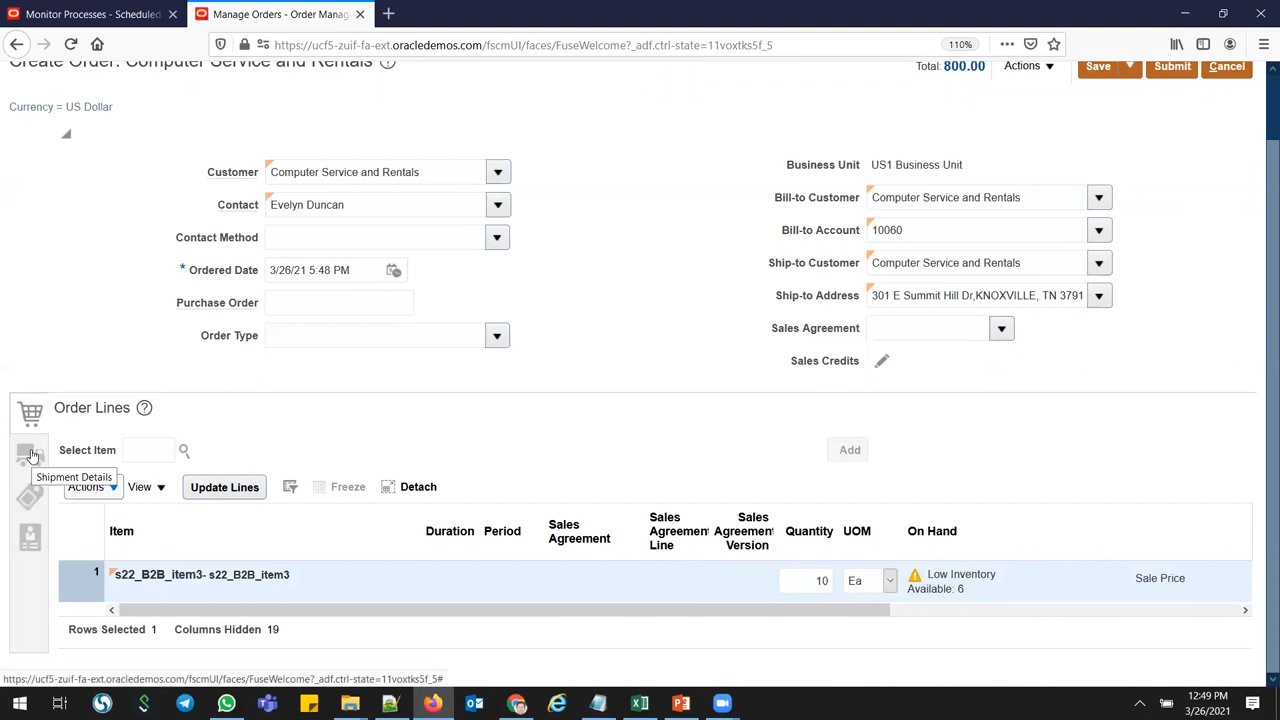 Monitor Processes - Scheduled
Manage Orders - Order Manag
https://ucf5-zuif-fa-ext.oracledemos.com/fscmUI/faces/FuseWelcome?_adf.ctrl-state=11voxtks5f_5
110%
Create Order: Computer Service and Rentals
Total: 800.00
Actions
Save
Submit
Cancel
Currency = US Dollar
Customer
Computer Service and Rentals
Contact
Evelyn Duncan
Contact Method
* Ordered Date
3/26/21 5:48 PM
Purchase Order
Order Type
Business Unit
US1 Business Unit
Bill-to Customer
Computer Service and Rentals
Bill-to Account
10060
Ship-to Customer
Computer Service and Rentals
Ship-to Address
301 E Summit Hill Dr,KNOXVILLE, TN 3791
Sales Agreement
Sales Credits
Order Lines
Select Item
Add
Shipment Details
Actions
View
Update Lines
Freeze
Detach
Item
Duration
Period
Sales Agreement
Sales Agreement Line
Sales Agreement Version
Quantity
UOM
On Hand
1
s22_B2B_item3- s22_B2B_item3
10
Ea
Low Inventory
Available: 6
Sale Price
Rows Selected 1
Columns Hidden 19
https://ucf5-zuif-fa-ext.oracledemos.com/fscmUI/faces/FuseWelcome?_adf.ctrl-state=11voxtks5f_5#
12:49 PM
3/26/2021